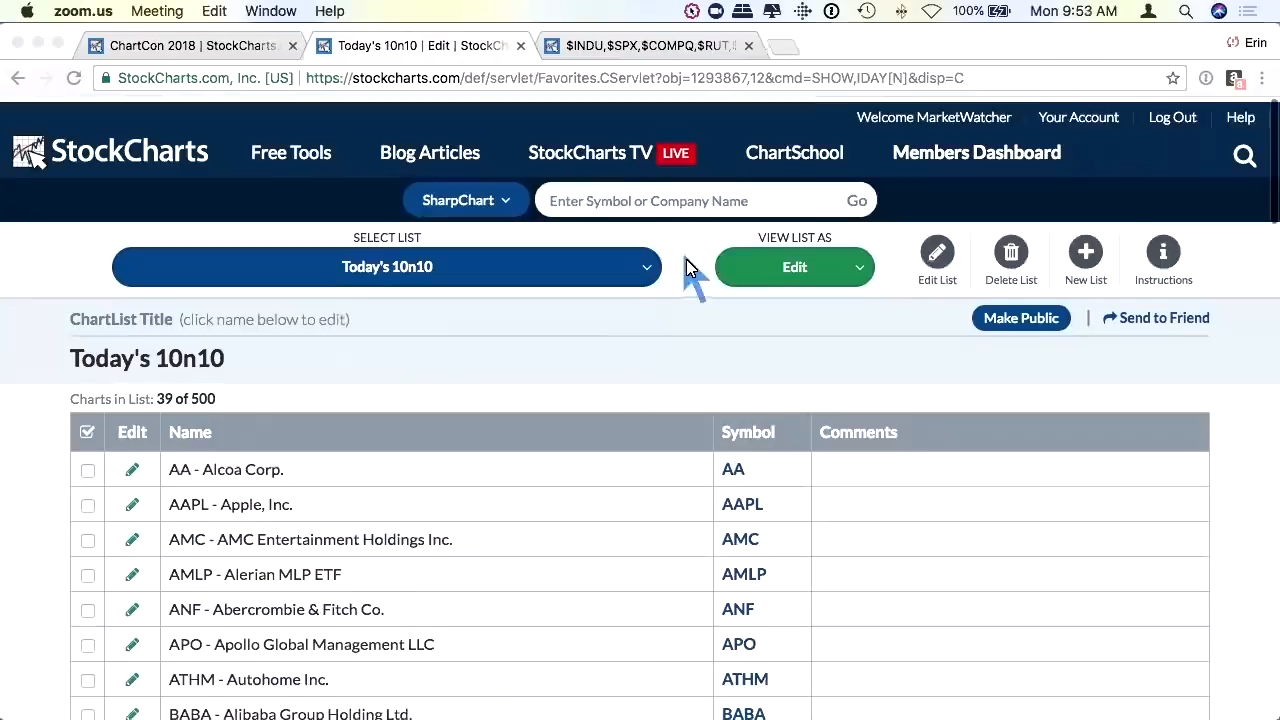 zoom.us Meeting Edit Window Help 100% Mon 9:53 AM
ChartCon 2018 | StockCharts Today's 10n10 | Edit | StockCh $INDU,$SPX,$COMPQ,$RUT, Erin
StockCharts.com, Inc. [US] https://stockcharts.com/def/servlet/Favorites.CServlet?obj=1293867,12&cmd=SHOW,IDAY[N]&disp=C
Welcome MarketWatcher Your Account Log Out Help
StockCharts Free Tools Blog Articles StockCharts TV LIVE ChartSchool Members Dashboard
SharpChart Enter Symbol or Company Name Go
SELECT LIST VIEW LIST AS
Today's 10n10 Edit
Edit List Delete List New List Instructions
ChartList Title (click name below to edit) Make Public | Send to Friend
Today's 10n10
Charts in List: 39 of 500
Edit Name Symbol Comments
AA - Alcoa Corp. AA
AAPL - Apple, Inc. AAPL
AMC - AMC Entertainment Holdings Inc. AMC
AMLP - Alerian MLP ETF AMLP
ANF - Abercrombie & Fitch Co. ANF
APO - Apollo Global Management LLC APO
ATHM - Autohome Inc. ATHM
BABA - Alibaba Group Holding Ltd. BABA